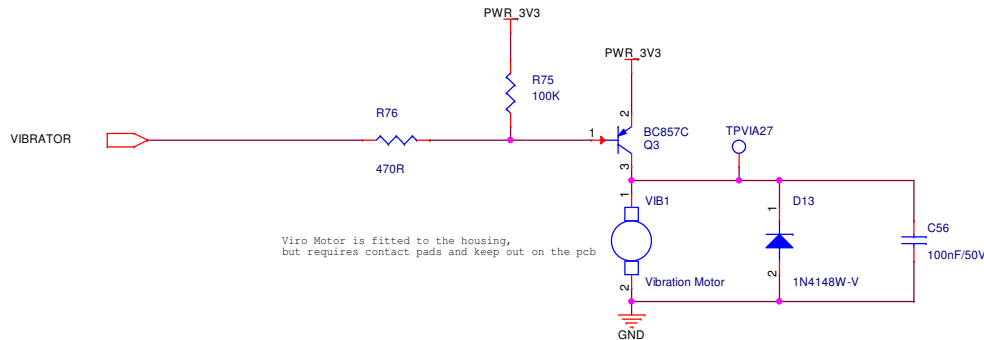 PWR_3V3
PWR_3V3
R75
100K
R76
470R
VIBRATOR
1
2
BC857C
Q3
3
TPVIA27
1
VIB1
1
D13
C56
100nF/50V
Viro Motor is fitted to the housing,
but requires contact pads and keep out on the pcb
2
Vibration Motor
2
1N4148W-V
GND